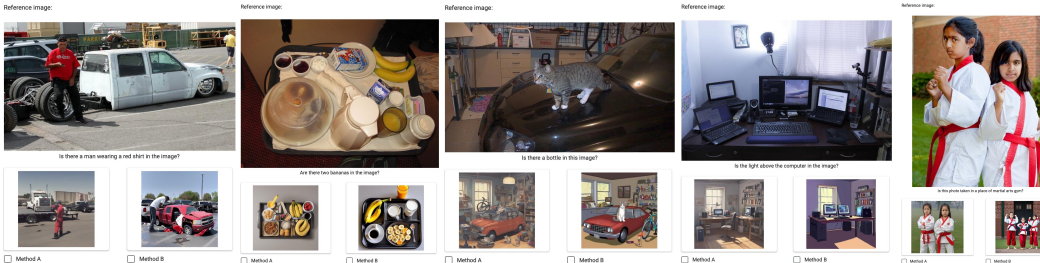 Reference image:
Is there a man wearing a red shirt in the image?
Method A
Method B
Reference image:
Are there two bananas in the image?
Method A
Method B
Reference image:
Is there a bottle in this image?
Method A
Method B
Reference image:
Is the light above the computer in the image?
Method A
Method B
Reference image:
Is this photo taken in a place of martial arts gym?
Method A
Method B